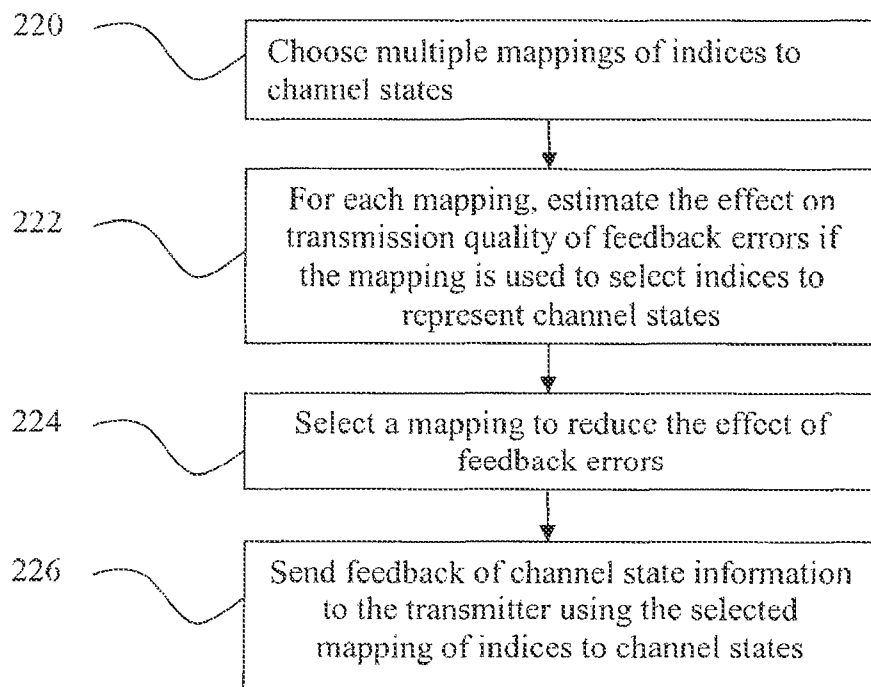 220
Choose multiple mappings of indices to
channel states
222
For each mapping, estimate the effect on
transmission quality of feedback errors if
the mapping is used to select indices to
represent channel states
224
Select a mapping to reduce the effect of
feedback errors
226
Send feedback of channel state information
to the transmitter using the selected
mapping of indices to channel states